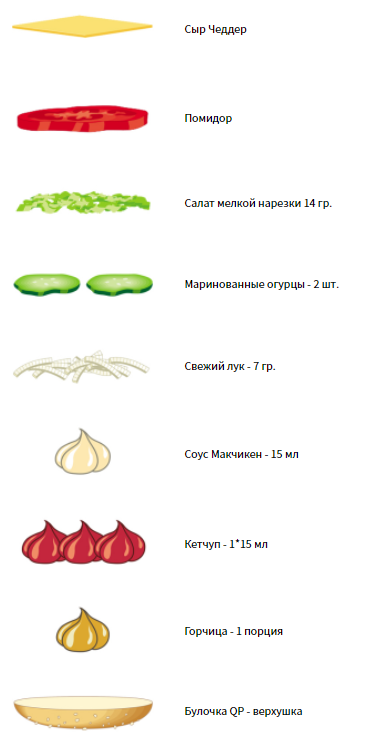 Сыр Чеддер
Помидор
Салат мелкой нарезки 14 гр.
Маринованные огурцы - 2 шт.
Свежий лук - 7 гр.
Соус Макчикен - 15 мл
Кетчуп - 1*15 мл
Горчица - 1 порция
Булочка QP - верхушка